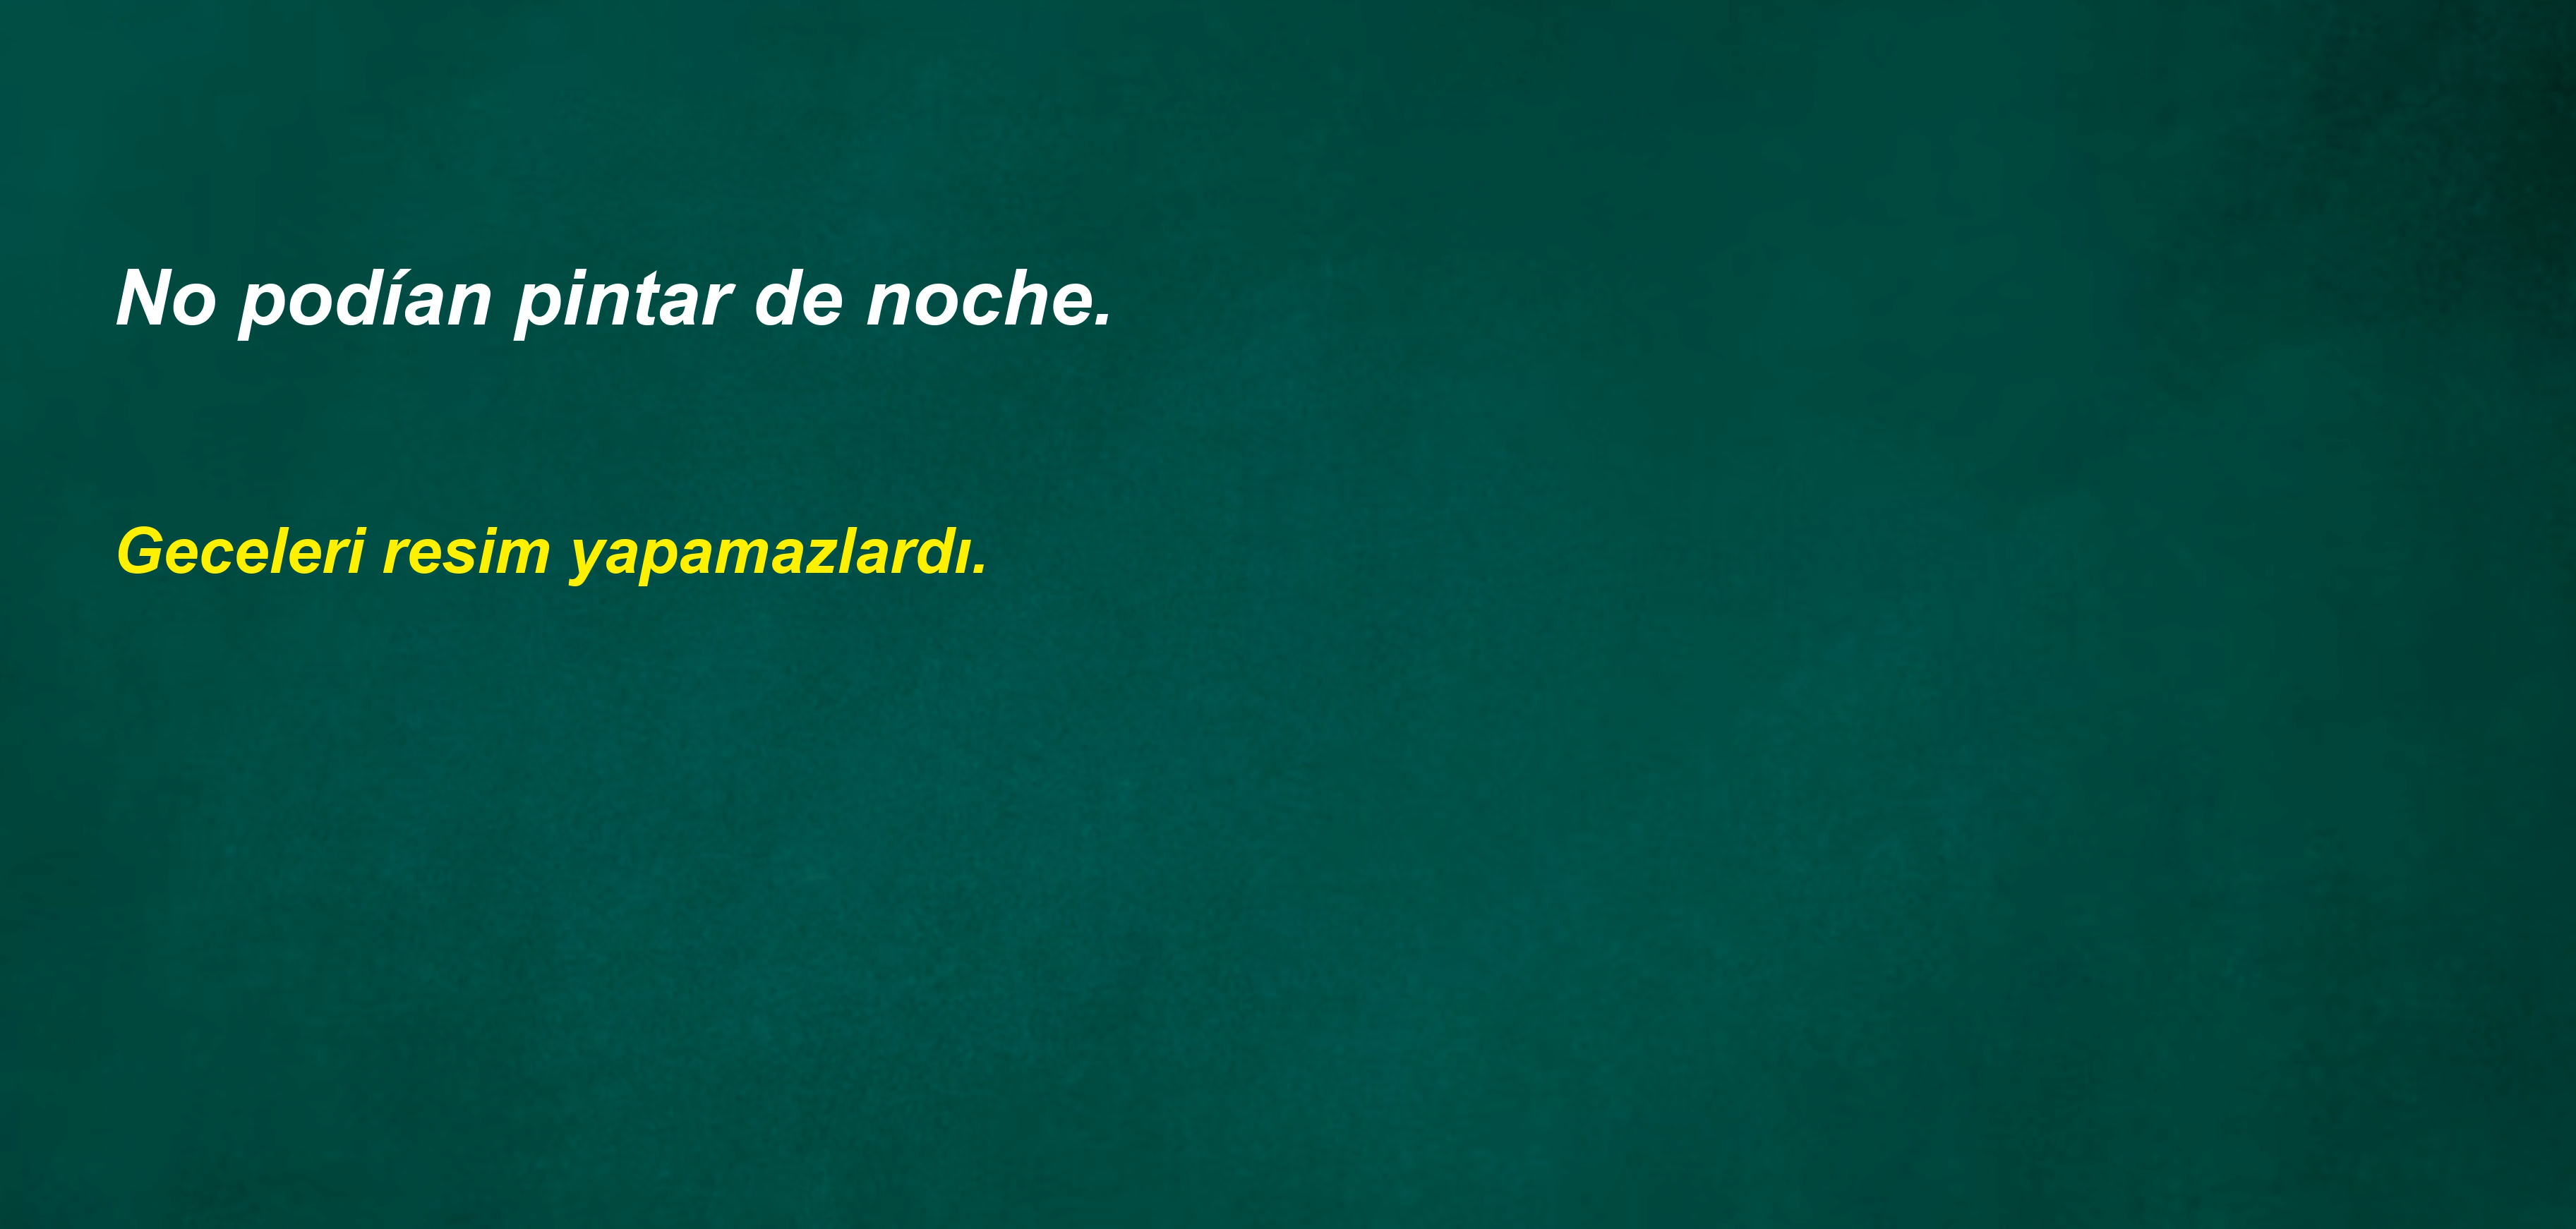 No podían pintar de noche.
Geceleri resim yapamazlardı.